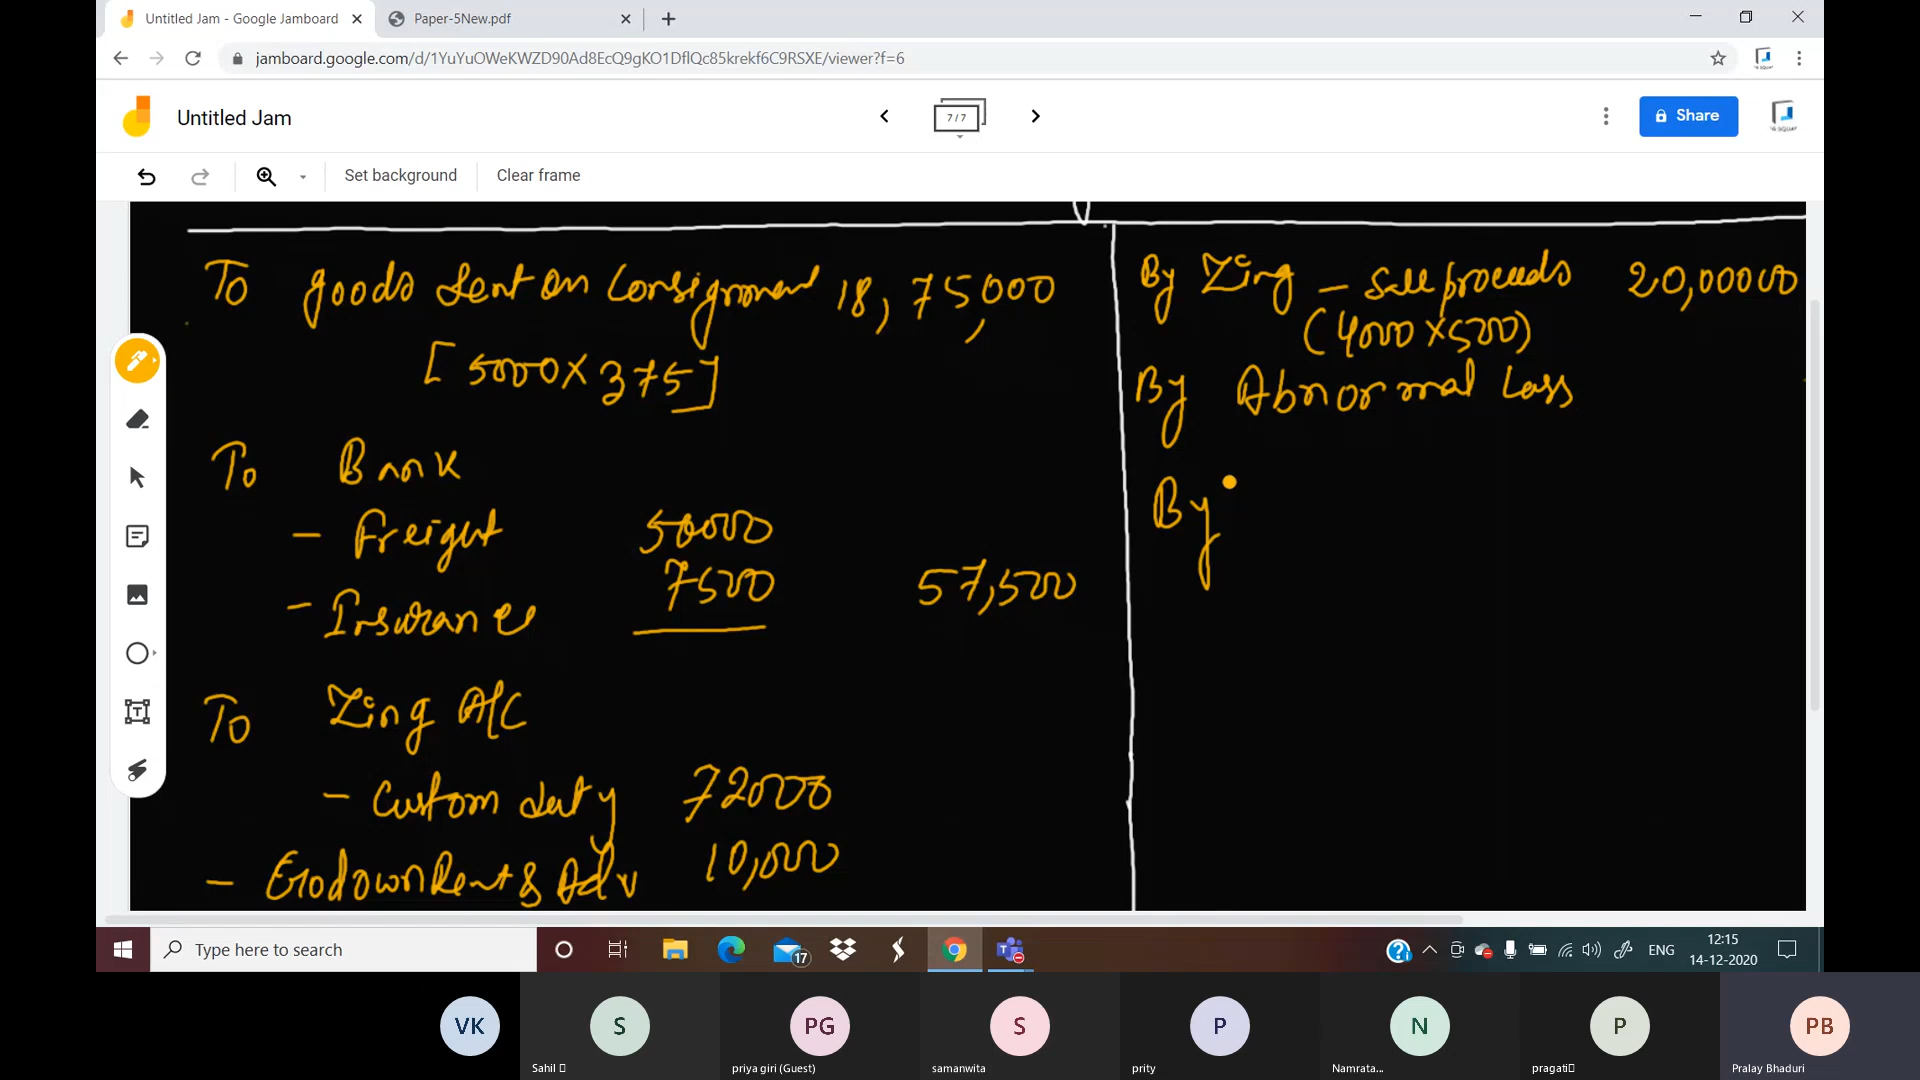 Untitled Jam - Google Jamboard
Paper-5New.pdf
jamboard.google.com/d/1YuYuOWeKWZD90Ad8EcQ9gKO1DflQc85krekf6C9RSXE/viewer?f=6
Untitled Jam
7 / 7
Share
Set background
Clear frame
To goods sent on Consignment 18,75,000
[5000 x 375]
To Bank
- Freight 50000
- Insurance 7500 57,500
To Zing A/C
- Custom duty 72000
- Godown Rent & Adv 10,000
By Zing - Sale proceeds 20,00000
(4000 x 500)
By Abnormal Loss
By
Type here to search
17
ENG
12:15
14-12-2020
VK
S
PG
S
P
N
P
PB
Sahil
priya giri (Guest)
samanwita
prity
Namrata...
pragati
Pralay Bhaduri